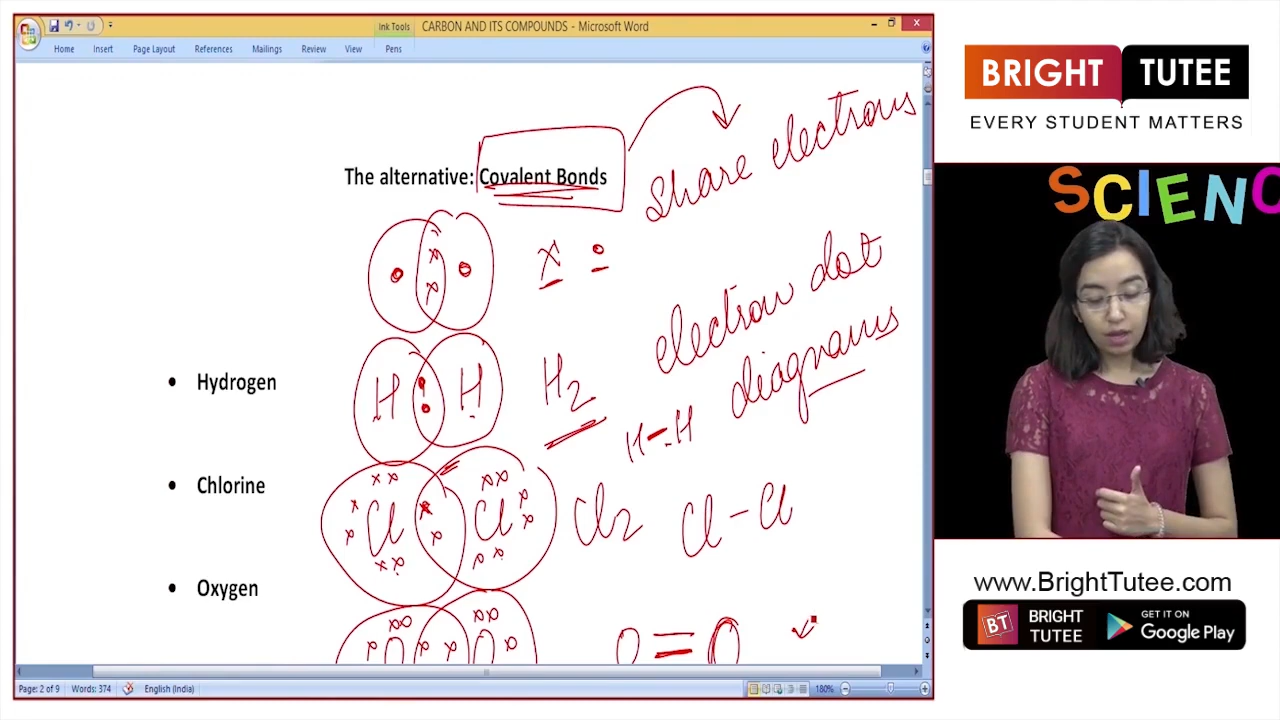 Ink Tools
CARBON AND ITS COMPOUNDS - Microsoft Word
Home Insert Page Layout References Mailings Review View Pens
BRIGHT TUTEE
EVERY STUDENT MATTERS
SCIENC
The alternative: Covalent Bonds
share electrons
x
electron dot
diagrams
• Hydrogen
H H H2
H-H
• Chlorine
Cl Cl Cl2 Cl-Cl
• Oxygen
O O O=O
www.BrightTutee.com
BT BRIGHT TUTEE
GET IT ON
Google Play
Page: 2 of 9 Words: 374 English (India) 180%